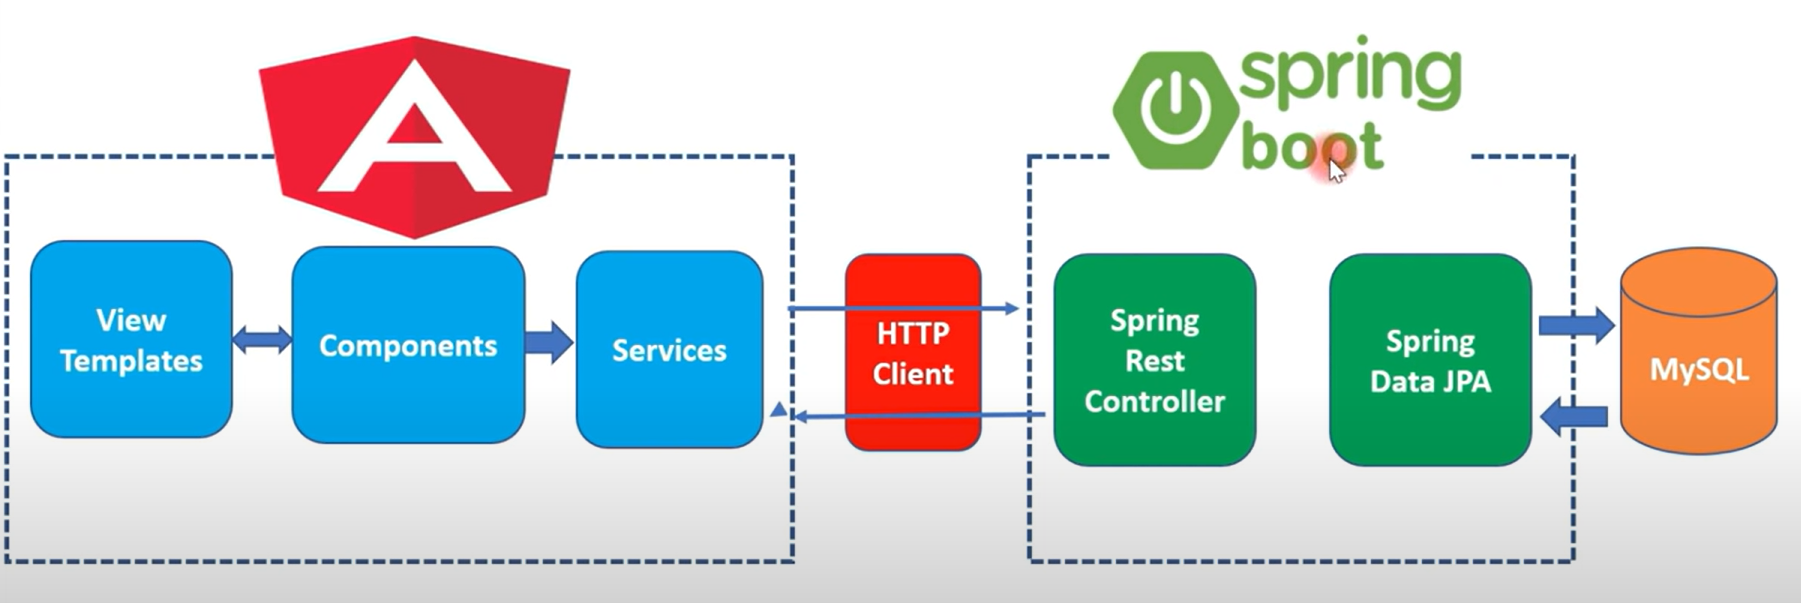 spring
boot
View
Templates
Components
Services
HTTP
Client
Spring
Rest
Controller
Spring
Data JPA
MySQL